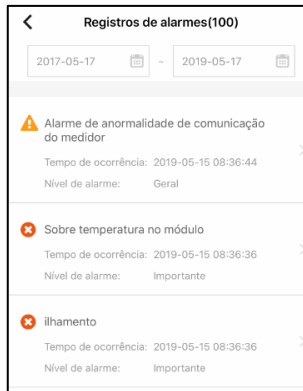 Registros de alarmes(100)
2017-05-17 - 2019-05-17
Alarme de anormalidade de comunicação
do medidor
Tempo de ocorrência: 2019-05-15 08:36:44
Nível de alarme: Geral
Sobre temperatura no módulo
Tempo de ocorrência: 2019-05-15 08:36:36
Nível de alarme: Importante
ilhamento
Tempo de ocorrência: 2019-05-15 08:36:36
Nível de alarme: Importante